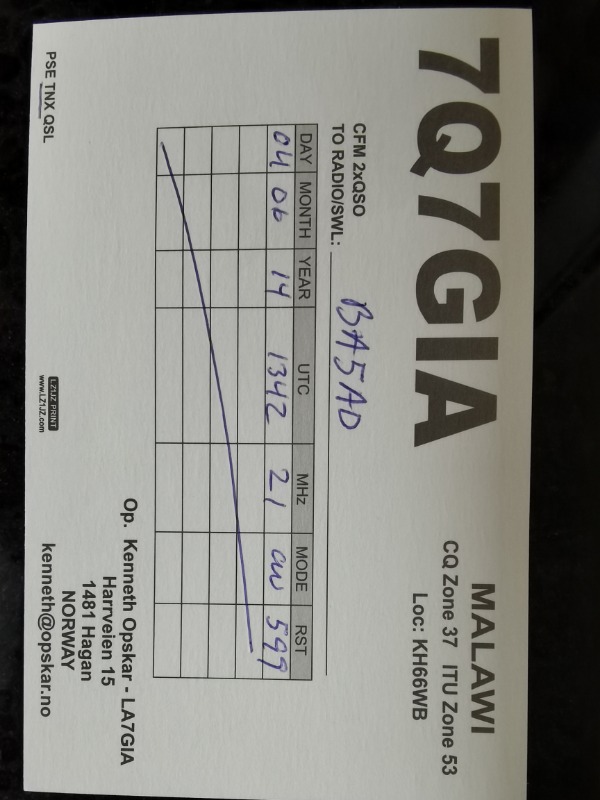 7Q7GIA
MALAWI
CQ Zone 37 ITU Zone 53
Loc: KH66WB
CFM 2xQSO
TO RADIO/SWL: BA5AD
DAY MONTH YEAR UTC MHz MODE RST
04 06 14 1342 21 cw 599
Op. Kenneth Opskar - LA7GIA
Harrveien 15
1481 Hagan
NORWAY
kenneth@opskar.no
PSE TNX QSL
LZ1JZ PRINT
www.LZ1JZ.com